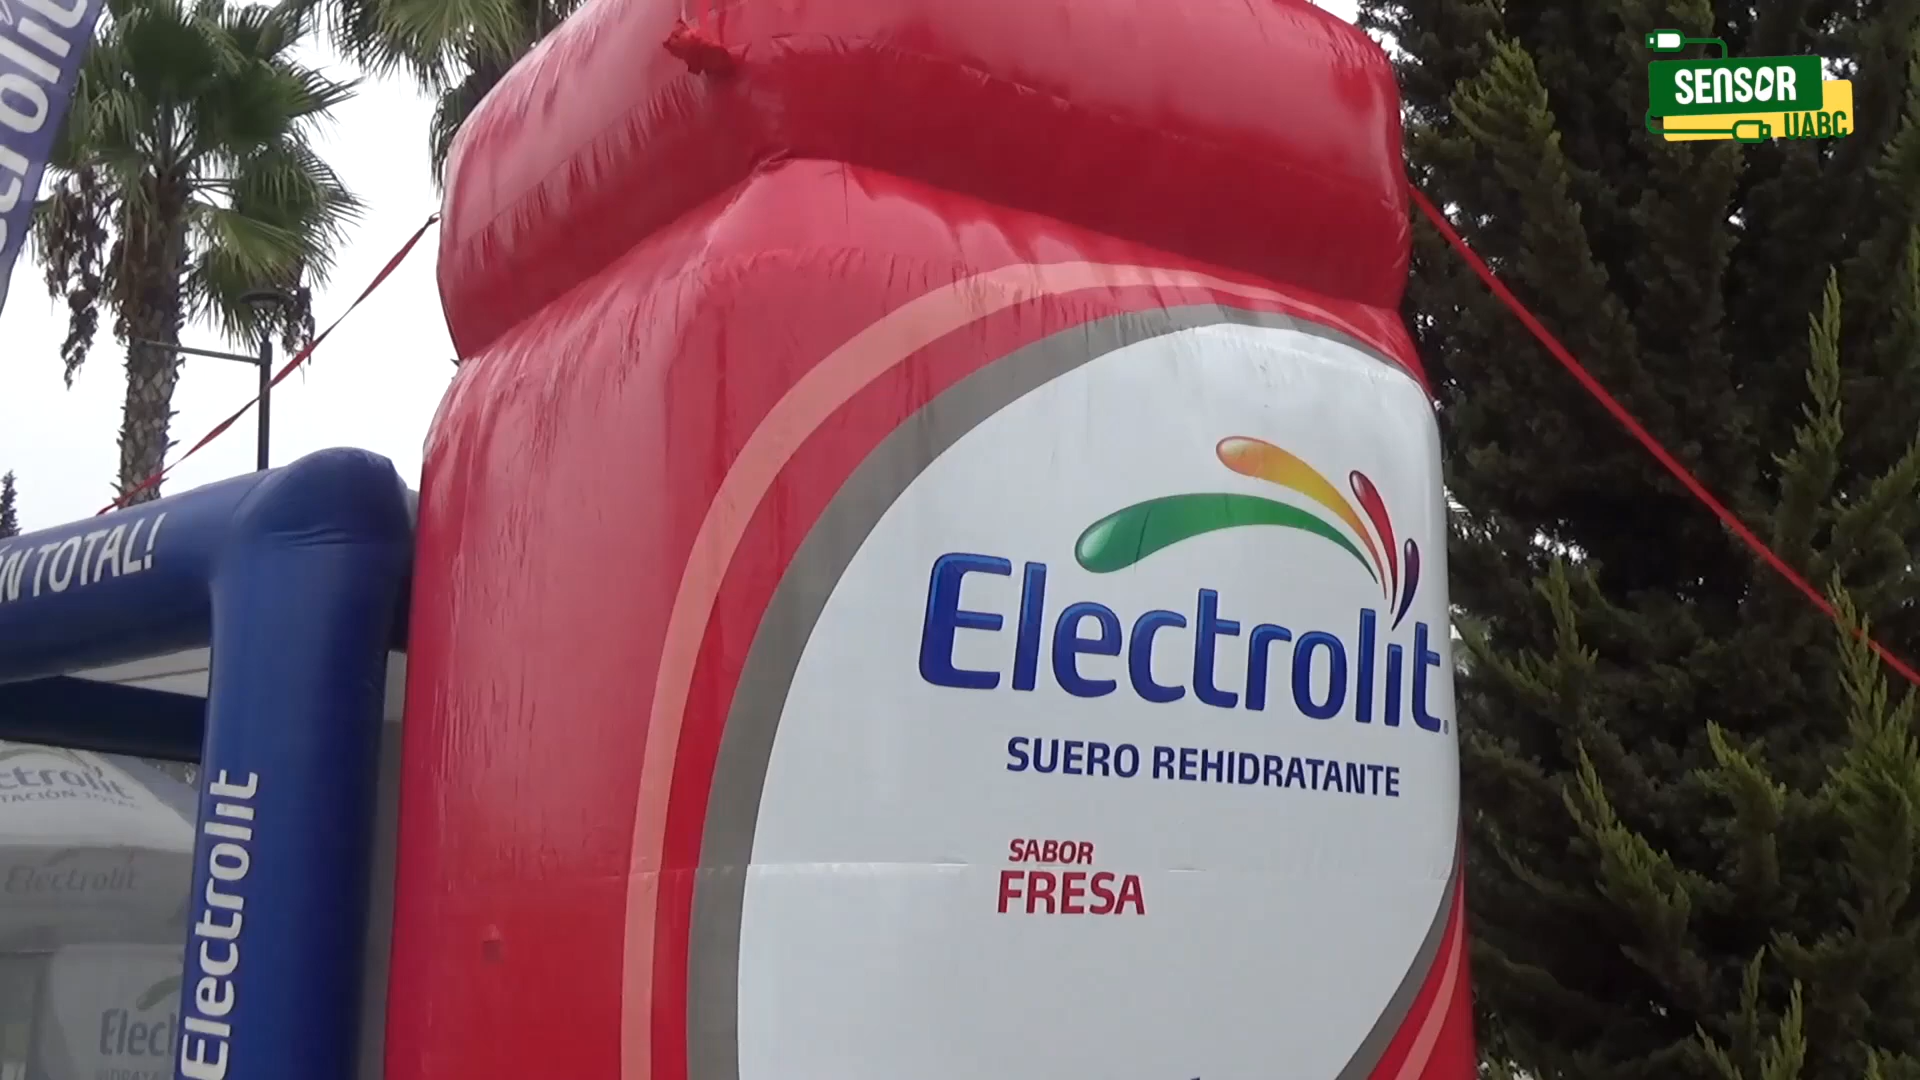 SENSOR
UABC
TOTAL!
Electrolit
SUERO REHIDRATANTE
SABOR
FRESA
Electrolit
Electrolit